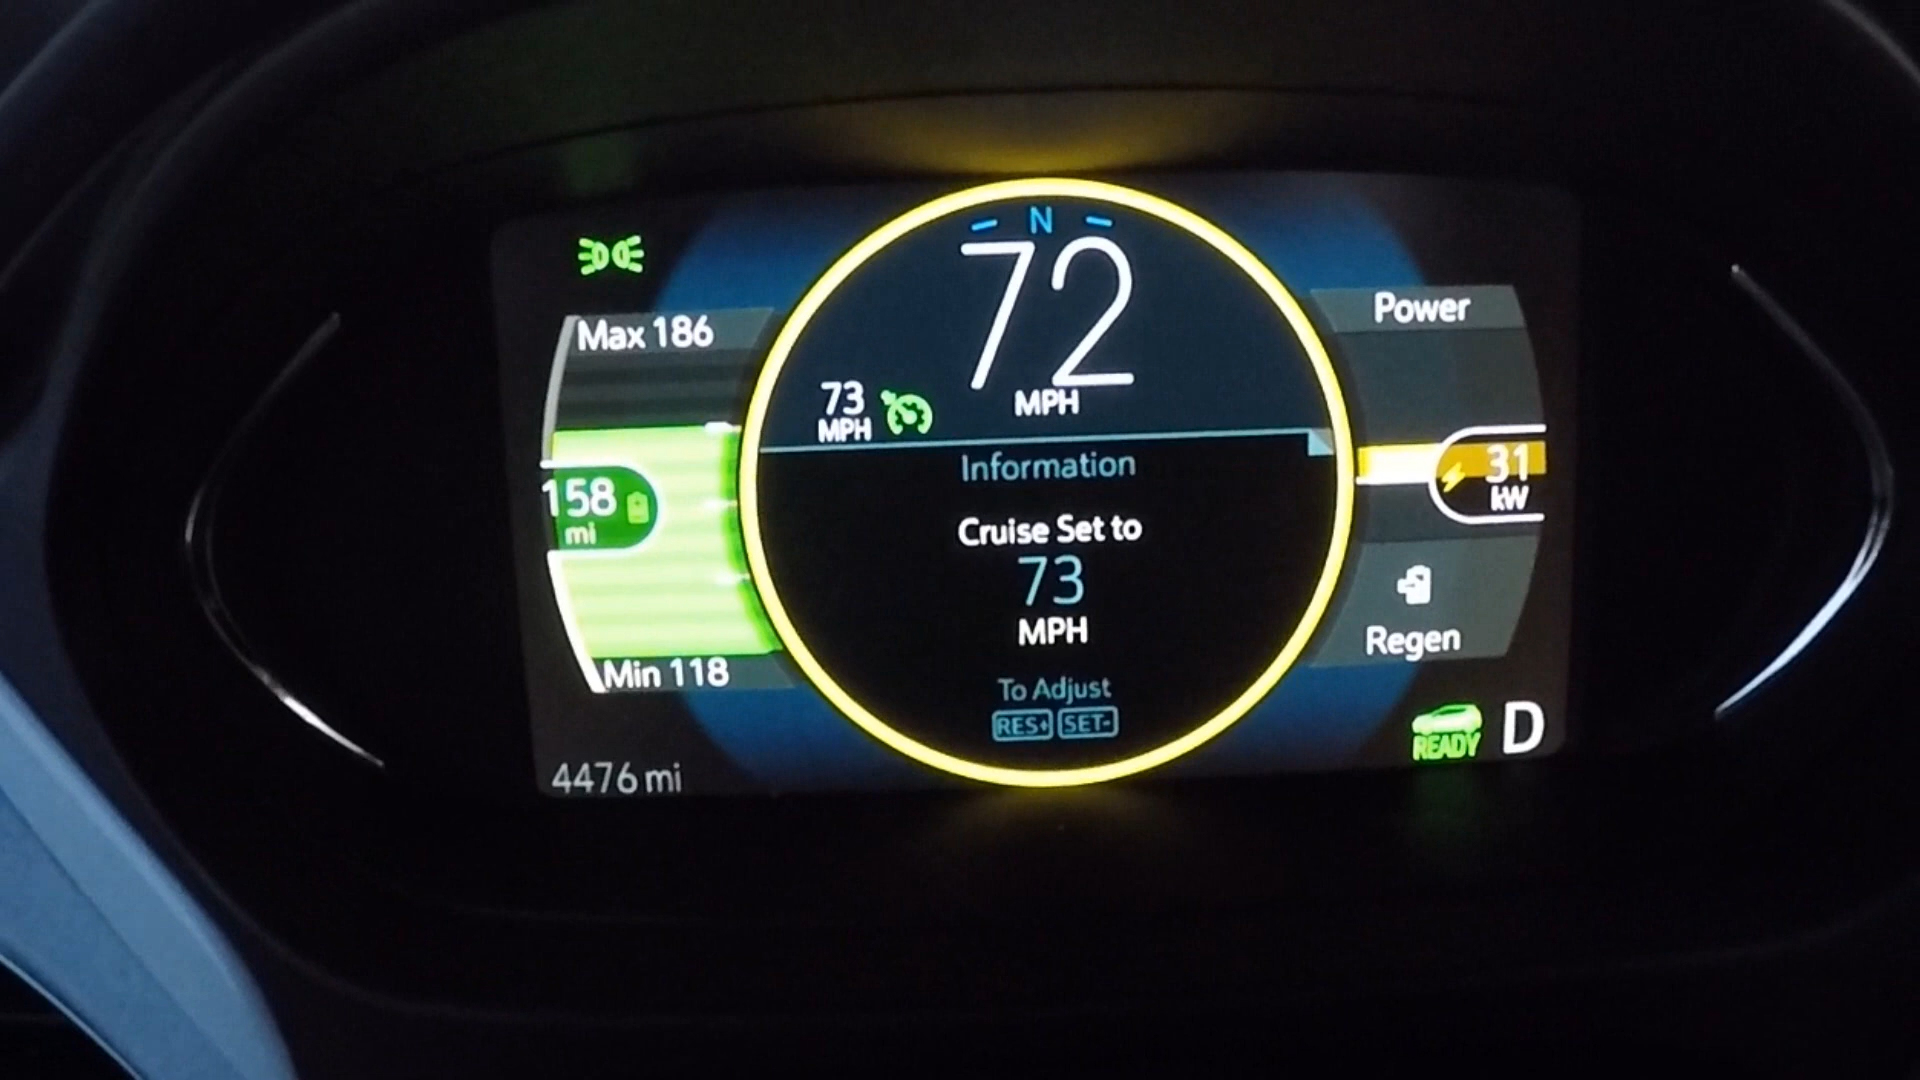 N
72
MPH
73
MPH
Max 186
158
mi
Min 118
4476 mi
Information
Cruise Set to
73
MPH
To Adjust
RES+ SET-
Power
31
kW
Regen
READY D